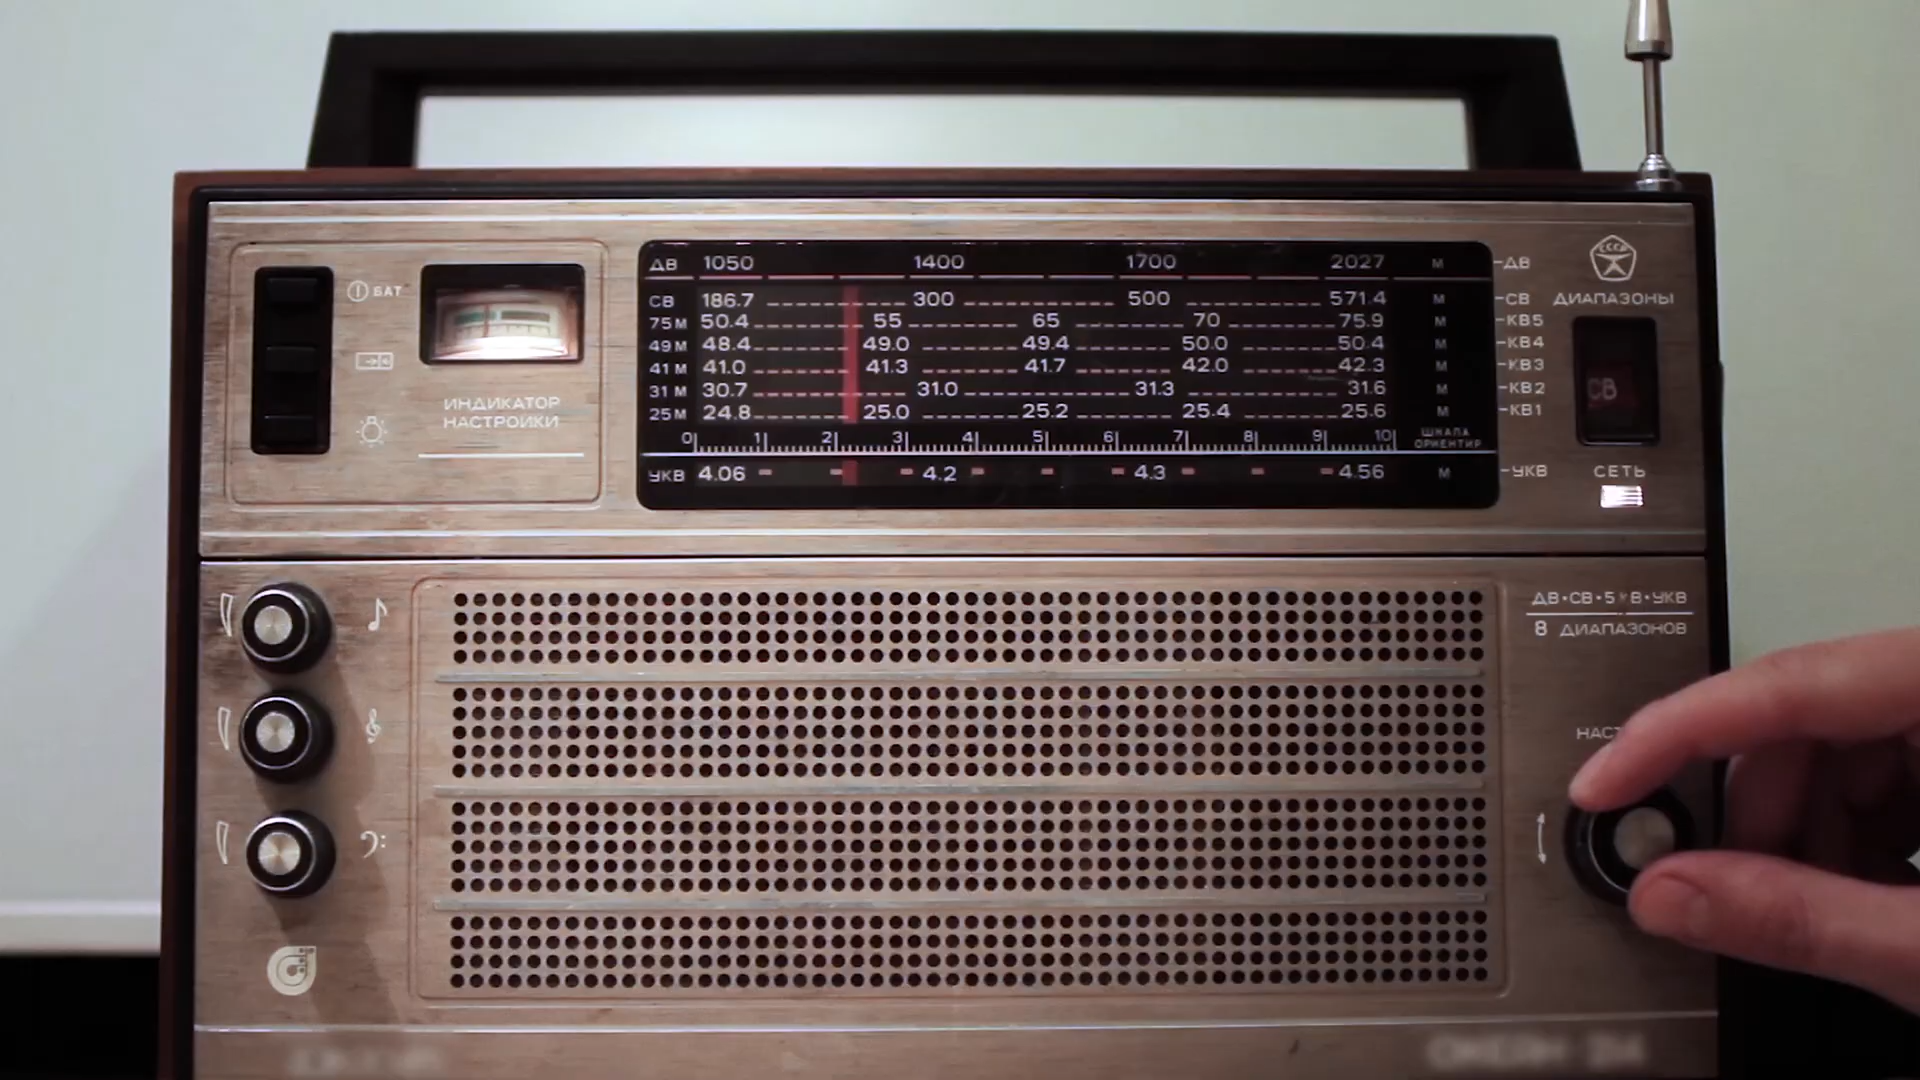 БАТ
ИНДИКАТОР
НАСТРОЙКИ
ДВ 1050 1400 1700 2027 М
СВ 186.7 300 500 571.4 М
75 М 50.4 55 65 70 75.9 М
49 М 48.4 49.0 49.4 50.0 50.4 М
41 М 41.0 41.3 41.7 42.0 42.3 М
31 М 30.7 31.0 31.3 31.6 М
25 М 24.8 25.0 25.2 25.4 25.6 М
0 1 2 3 4 5 6 7 8 9 10 ШКАЛА
ОРИЕНТИР
УКВ 4.06 4.2 4.3 4.56 М
ДВ
СВ
КВ5
КВ4
КВ3
КВ2
КВ1
УКВ
СССР
ДИАПАЗОНЫ
СВ
СЕТЬ
ДВ·СВ·5КВ·УКВ
8 ДИАПАЗОНОВ